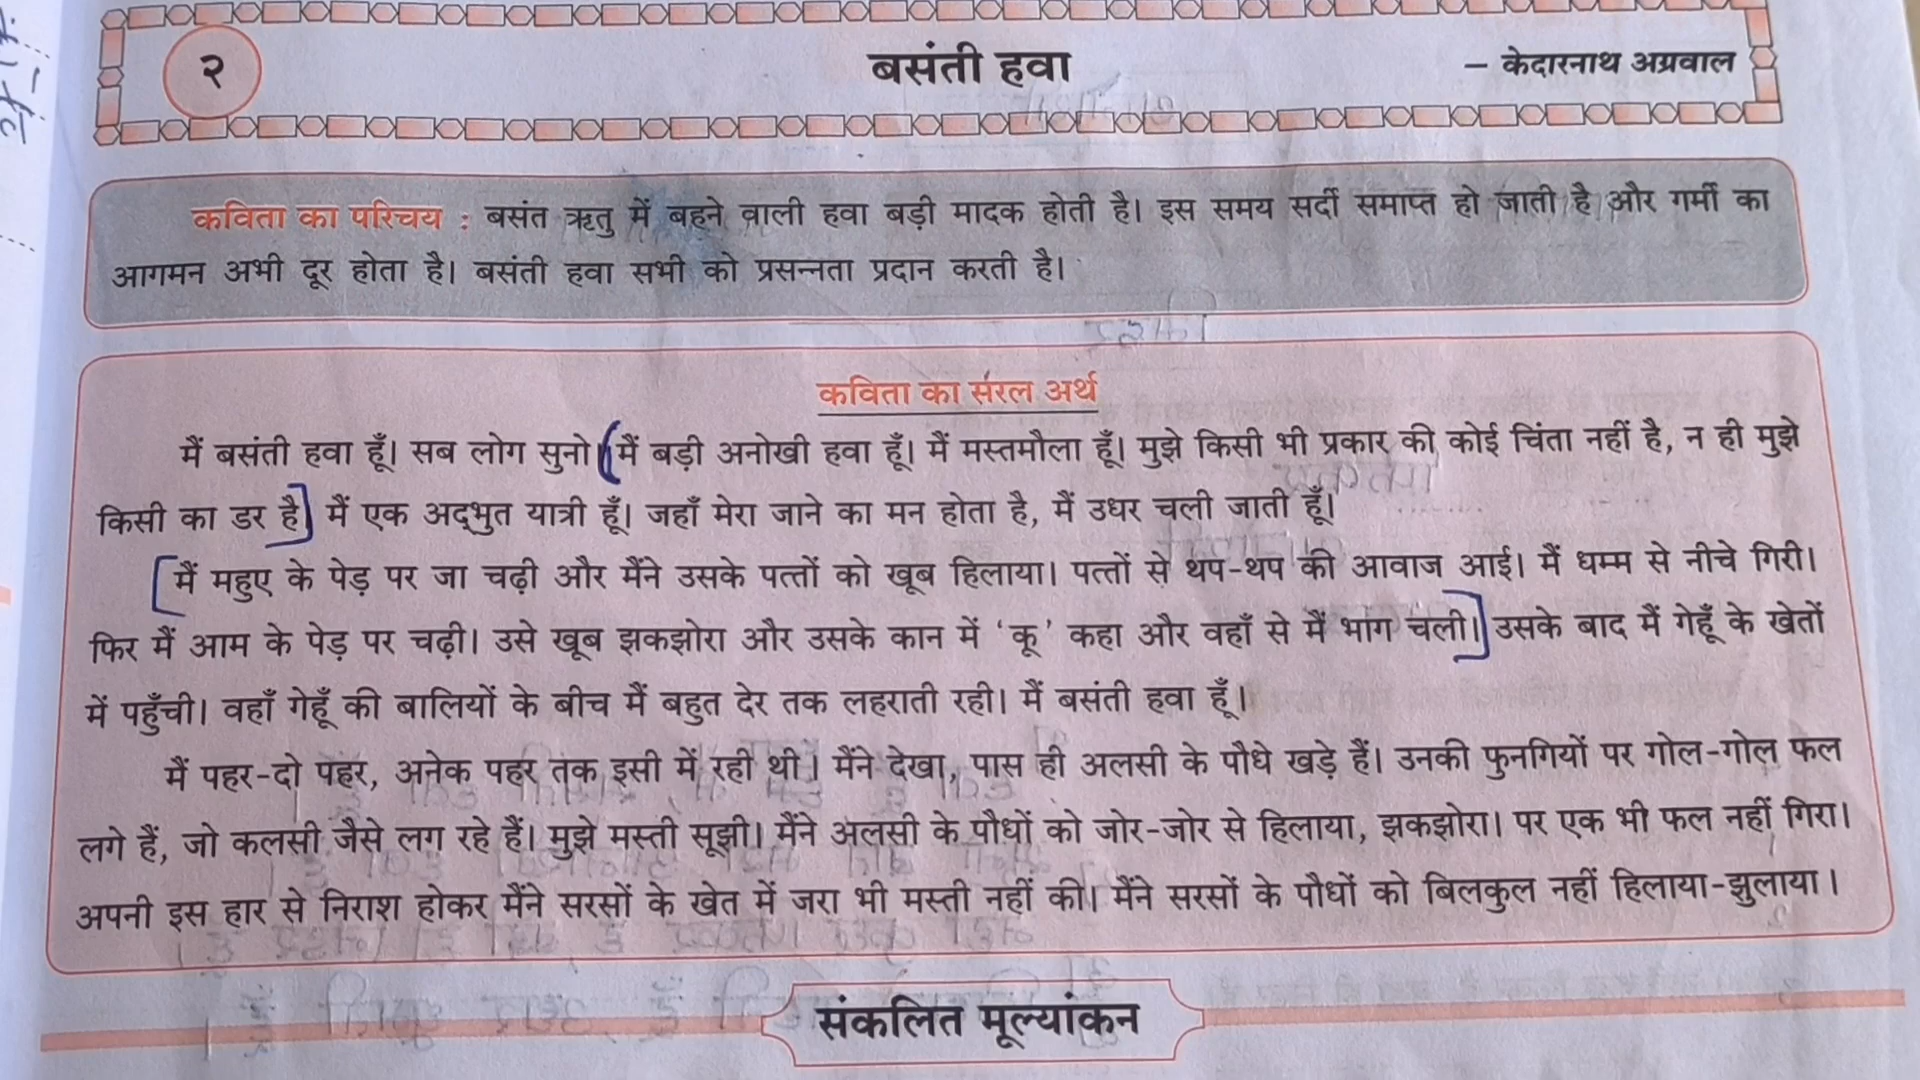 २
बसंती हवा
– केदारनाथ अग्रवाल
कविता का परिचय : बसंत ऋतु में बहने वाली हवा बड़ी मादक होती है। इस समय सर्दी समाप्त हो जाती है और गर्मी का
आगमन अभी दूर होता है। बसंती हवा सभी को प्रसन्नता प्रदान करती है।
कविता का सरल अर्थ
मैं बसंती हवा हूँ। सब लोग सुनो मैं बड़ी अनोखी हवा हूँ। मैं मस्तमौला हूँ। मुझे किसी भी प्रकार की कोई चिंता नहीं है, न ही मुझे
किसी का डर है। मैं एक अद्‌भुत यात्री हूँ। जहाँ मेरा जाने का मन होता है, मैं उधर चली जाती हूँ।
मैं महुए के पेड़ पर जा चढ़ी और मैंने उसके पत्तों को खूब हिलाया। पत्तों से थप-थप की आवाज आई। मैं धम्म से नीचे गिरी।
फिर मैं आम के पेड़ पर चढ़ी। उसे खूब झकझोरा और उसके कान में ‘कू’ कहा और वहाँ से मैं भाग चली। उसके बाद मैं गेहूँ के खेतों
में पहुँची। वहाँ गेहूँ की बालियों के बीच मैं बहुत देर तक लहराती रही। मैं बसंती हवा हूँ।
मैं पहर-दो पहर, अनेक पहर तक इसी में रही थी। मैंने देखा, पास ही अलसी के पौधे खड़े हैं। उनकी फुनगियों पर गोल-गोल फल
लगे हैं, जो कलसी जैसे लग रहे हैं। मुझे मस्ती सूझी। मैंने अलसी के पौधों को जोर-जोर से हिलाया, झकझोरा। पर एक भी फल नहीं गिरा।
अपनी इस हार से निराश होकर मैंने सरसों के खेत में जरा भी मस्ती नहीं की। मैंने सरसों के पौधों को बिलकुल नहीं हिलाया-झुलाया।
संकलित मूल्यांकन